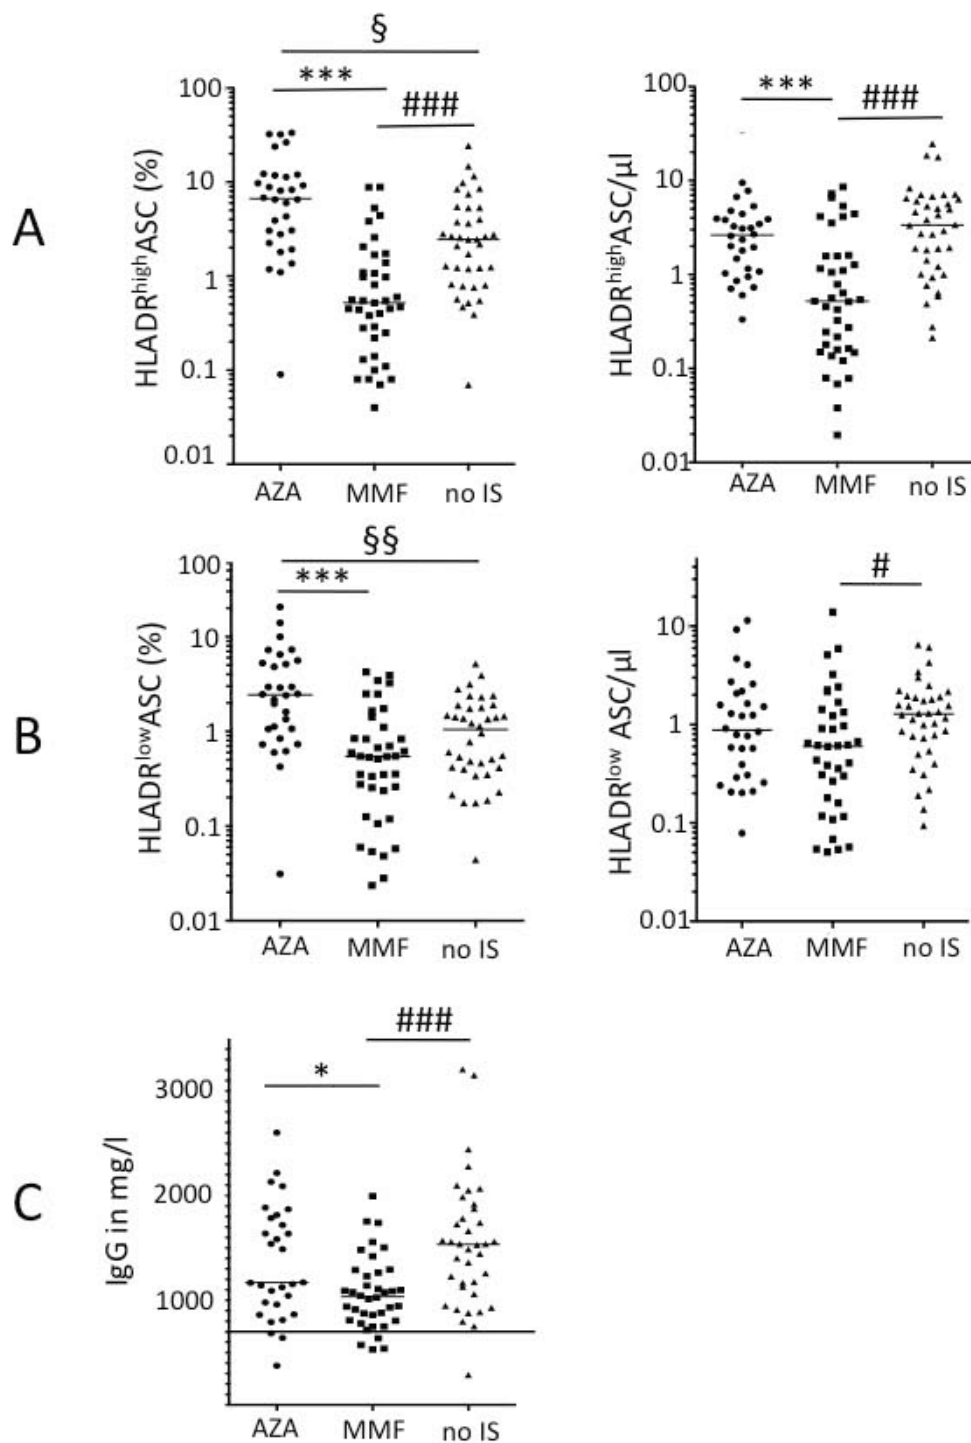 A
§
***
###
HLADRhighASC (%)
100
10
1
0.1
0.01
AZA MMF no IS
***
###
HLADRhighASC/µl
100
10
1
0.1
0.01
AZA MMF no IS
B
§§
***
HLADRlowASC (%)
100
10
1
0.1
0.01
AZA MMF no IS
#
HLADRlow ASC/µl
10
1
0.1
0.01
AZA MMF no IS
C
###
*
IgG in mg/l
3000
2000
1000
AZA MMF no IS